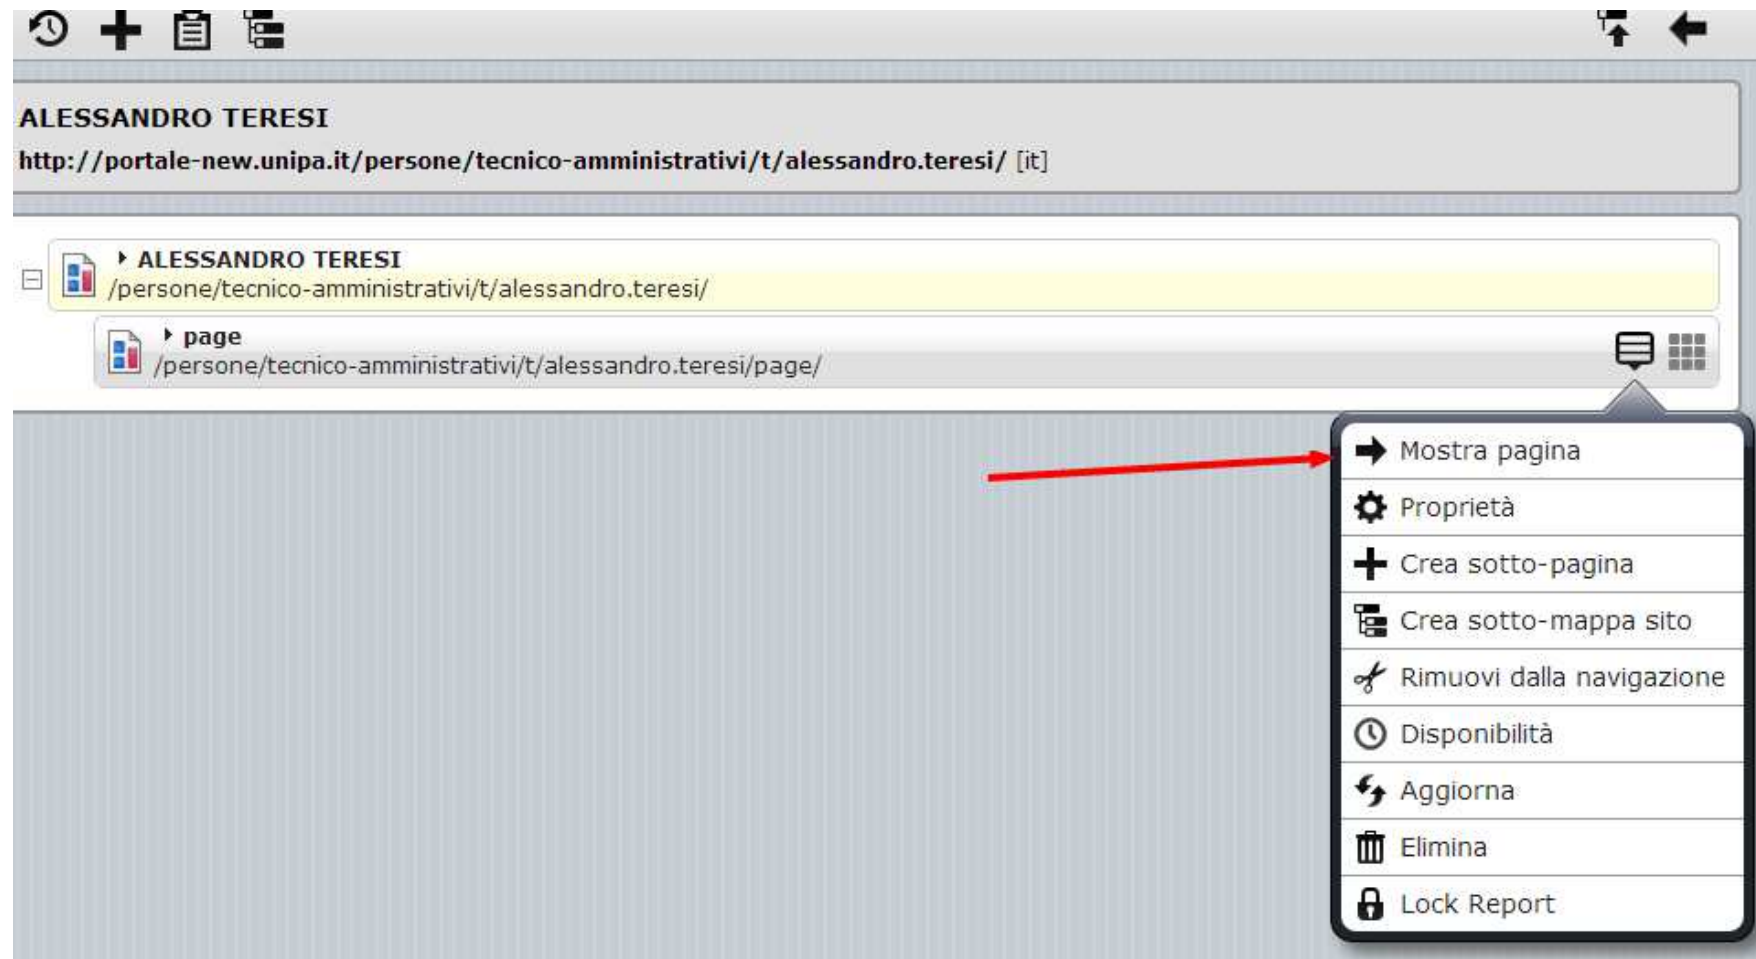 ALESSANDRO TERESI
http://portale-new.unipa.it/persone/tecnico-amministrativi/t/alessandro.teresi/ [it]
ALESSANDRO TERESI
/persone/tecnico-amministrativi/t/alessandro.teresi/
page
/persone/tecnico-amministrativi/t/alessandro.teresi/page/
Mostra pagina
Proprietà
Crea sotto-pagina
Crea sotto-mappa sito
Rimuovi dalla navigazione
Disponibilità
Aggiorna
Elimina
Lock Report